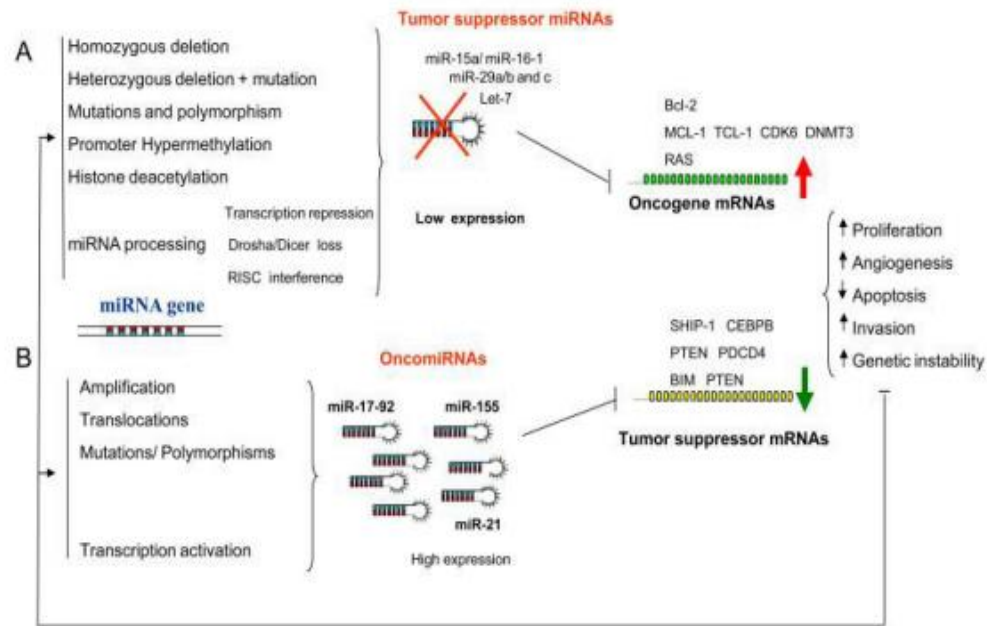 A
Homozygous deletion
Heterozygous deletion + mutation
Mutations and polymorphism
Promoter Hypermethylation
Histone deacetylation
miRNA processing
Transcription repression
Drosha/Dicer loss
RISC interference
Tumor suppressor miRNAs
miR-15a/ miR-16-1
miR-29a/b and c
Let-7
Low expression
Bcl-2
MCL-1 TCL-1 CDK6 DNMT3
RAS
Oncogene mRNAs
miRNA gene
B
Amplification
Translocations
Mutations/ Polymorphisms
Transcription activation
OncomiRNAs
miR-17-92 miR-155
miR-21
High expression
SHIP-1 CEBPB
PTEN PDCD4
BIM PTEN
Tumor suppressor mRNAs
Proliferation
Angiogenesis
Apoptosis
Invasion
Genetic instability